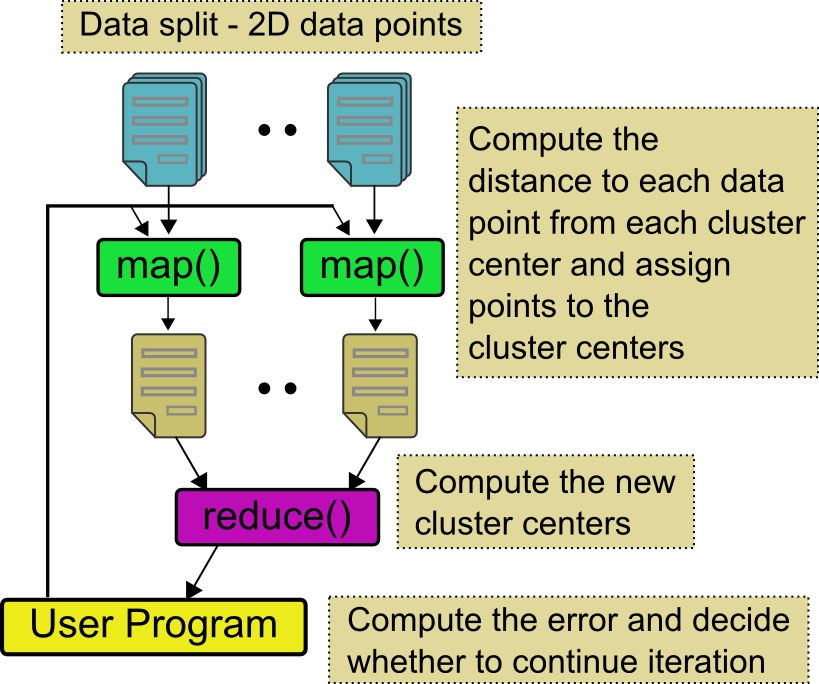 Data split - 2D data points
Compute the
distance to each data
point from each cluster
center and assign
points to the
cluster centers
map()
map()
Compute the new
cluster centers
reduce()
User Program
Compute the error and decide
whether to continue iteration